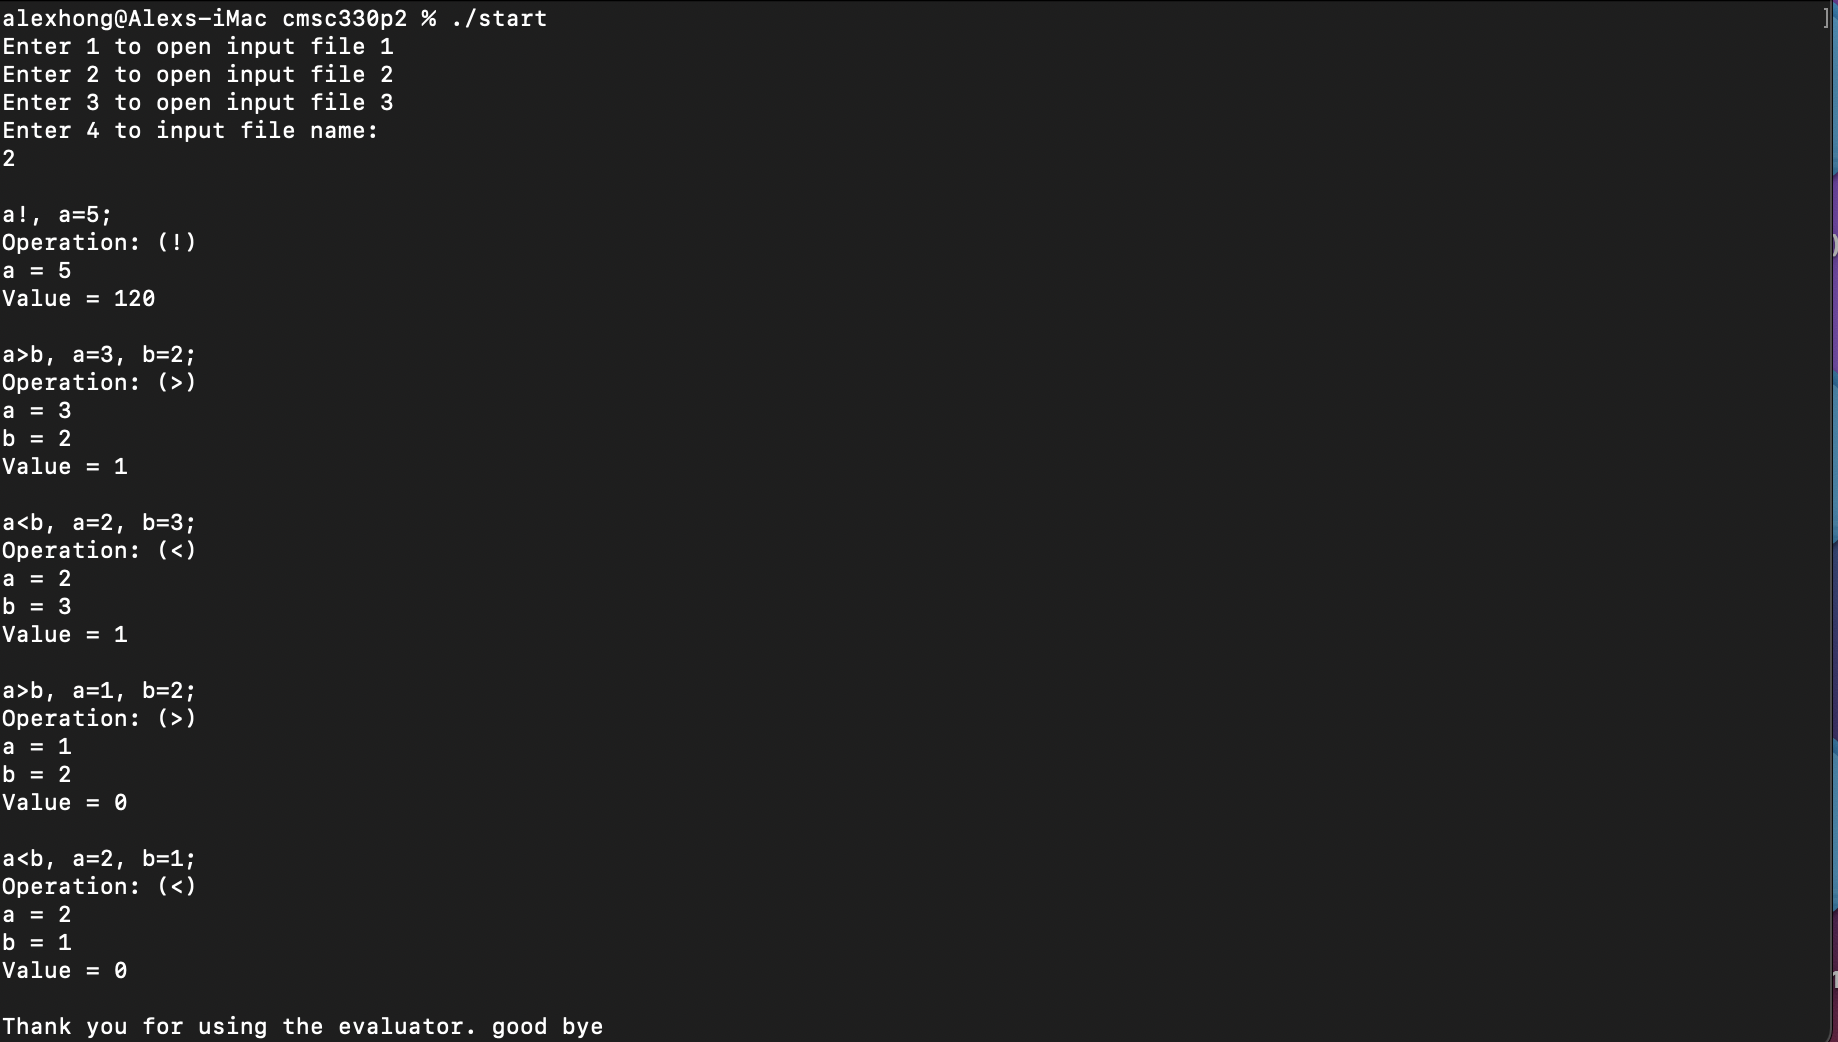 alexhong@Alexs-iMac cmsc330p2 % ./start
]
Enter 1 to open input file 1
Enter 2 to open input file 2
Enter 3 to open input file 3
Enter 4 to input file name:
2
a!, a=5;
Operation: (!)
a = 5
Value = 120
a>b, a=3, b=2;
Operation: (>)
a = 3
b = 2
Value = 1
a<b, a=2, b=3;
Operation: (<)
a = 2
b = 3
Value = 1
a>b, a=1, b=2;
Operation: (>)
a = 1
b = 2
Value = 0
a<b, a=2, b=1;
Operation: (<)
a = 2
b = 1
Value = 0
Thank you for using the evaluator. good bye